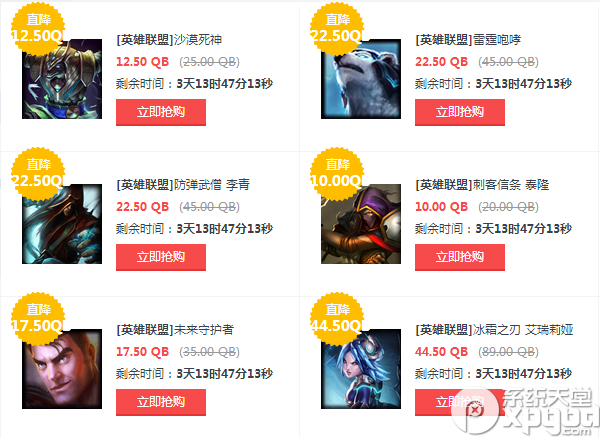 直降
12.50QB
[英雄联盟]沙漠死神
12.50 QB (25.00 QB)
剩余时间：3天13时47分13秒
立即抢购
直降
22.50QB
[英雄联盟]雷霆咆哮
22.50 QB (45.00 QB)
剩余时间：3天13时47分13秒
立即抢购
直降
22.50QB
[英雄联盟]防弹武僧 李青
22.50 QB (45.00 QB)
剩余时间：3天13时47分13秒
立即抢购
直降
10.00QB
[英雄联盟]刺客信条 泰隆
10.00 QB (20.00 QB)
剩余时间：3天13时47分13秒
立即抢购
直降
17.50QB
[英雄联盟]未来守护者
17.50 QB (35.00 QB)
剩余时间：3天13时47分13秒
立即抢购
直降
44.50QB
[英雄联盟]冰霜之刃 艾瑞莉娅
44.50 QB (89.00 QB)
剩余时间：3天13时47分13秒
立即抢购
系统天堂